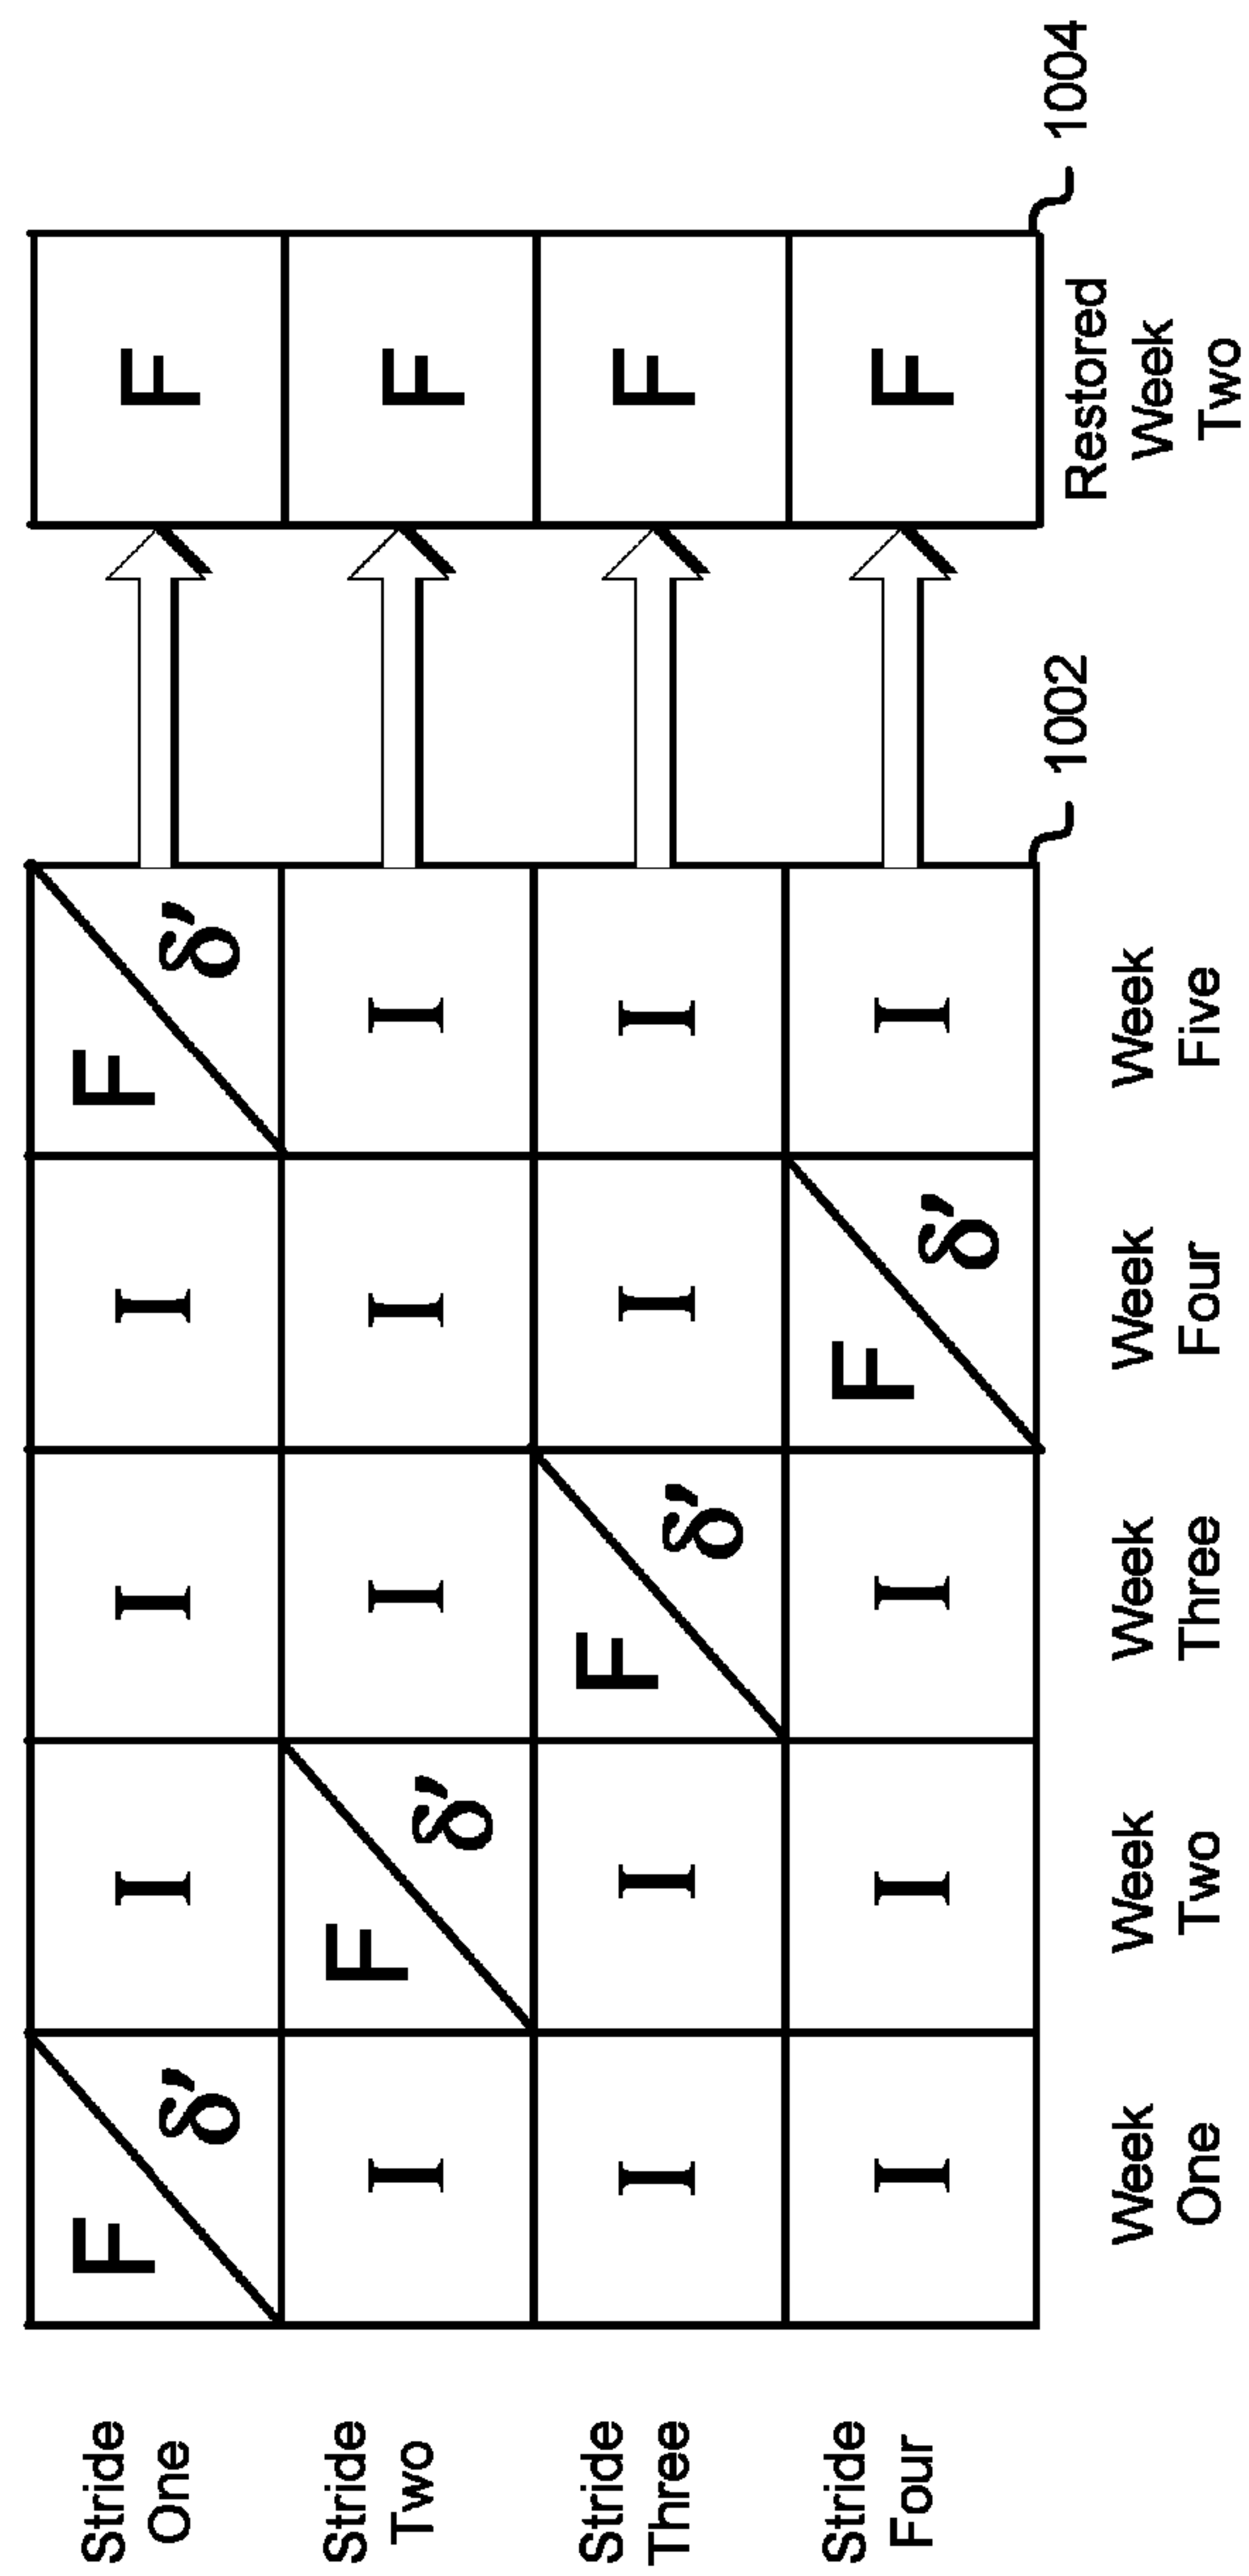 Stride
One
F
δ'
I
I
I
F
δ'
F
Stride
Two
I
F
δ'
I
I
I
F
Stride
Three
I
I
F
δ'
I
I
F
Stride
Four
I
I
I
F
δ'
I
F
Week
One
Week
Two
Week
Three
Week
Four
Week
Five
1002
Restored
Week
Two
1004